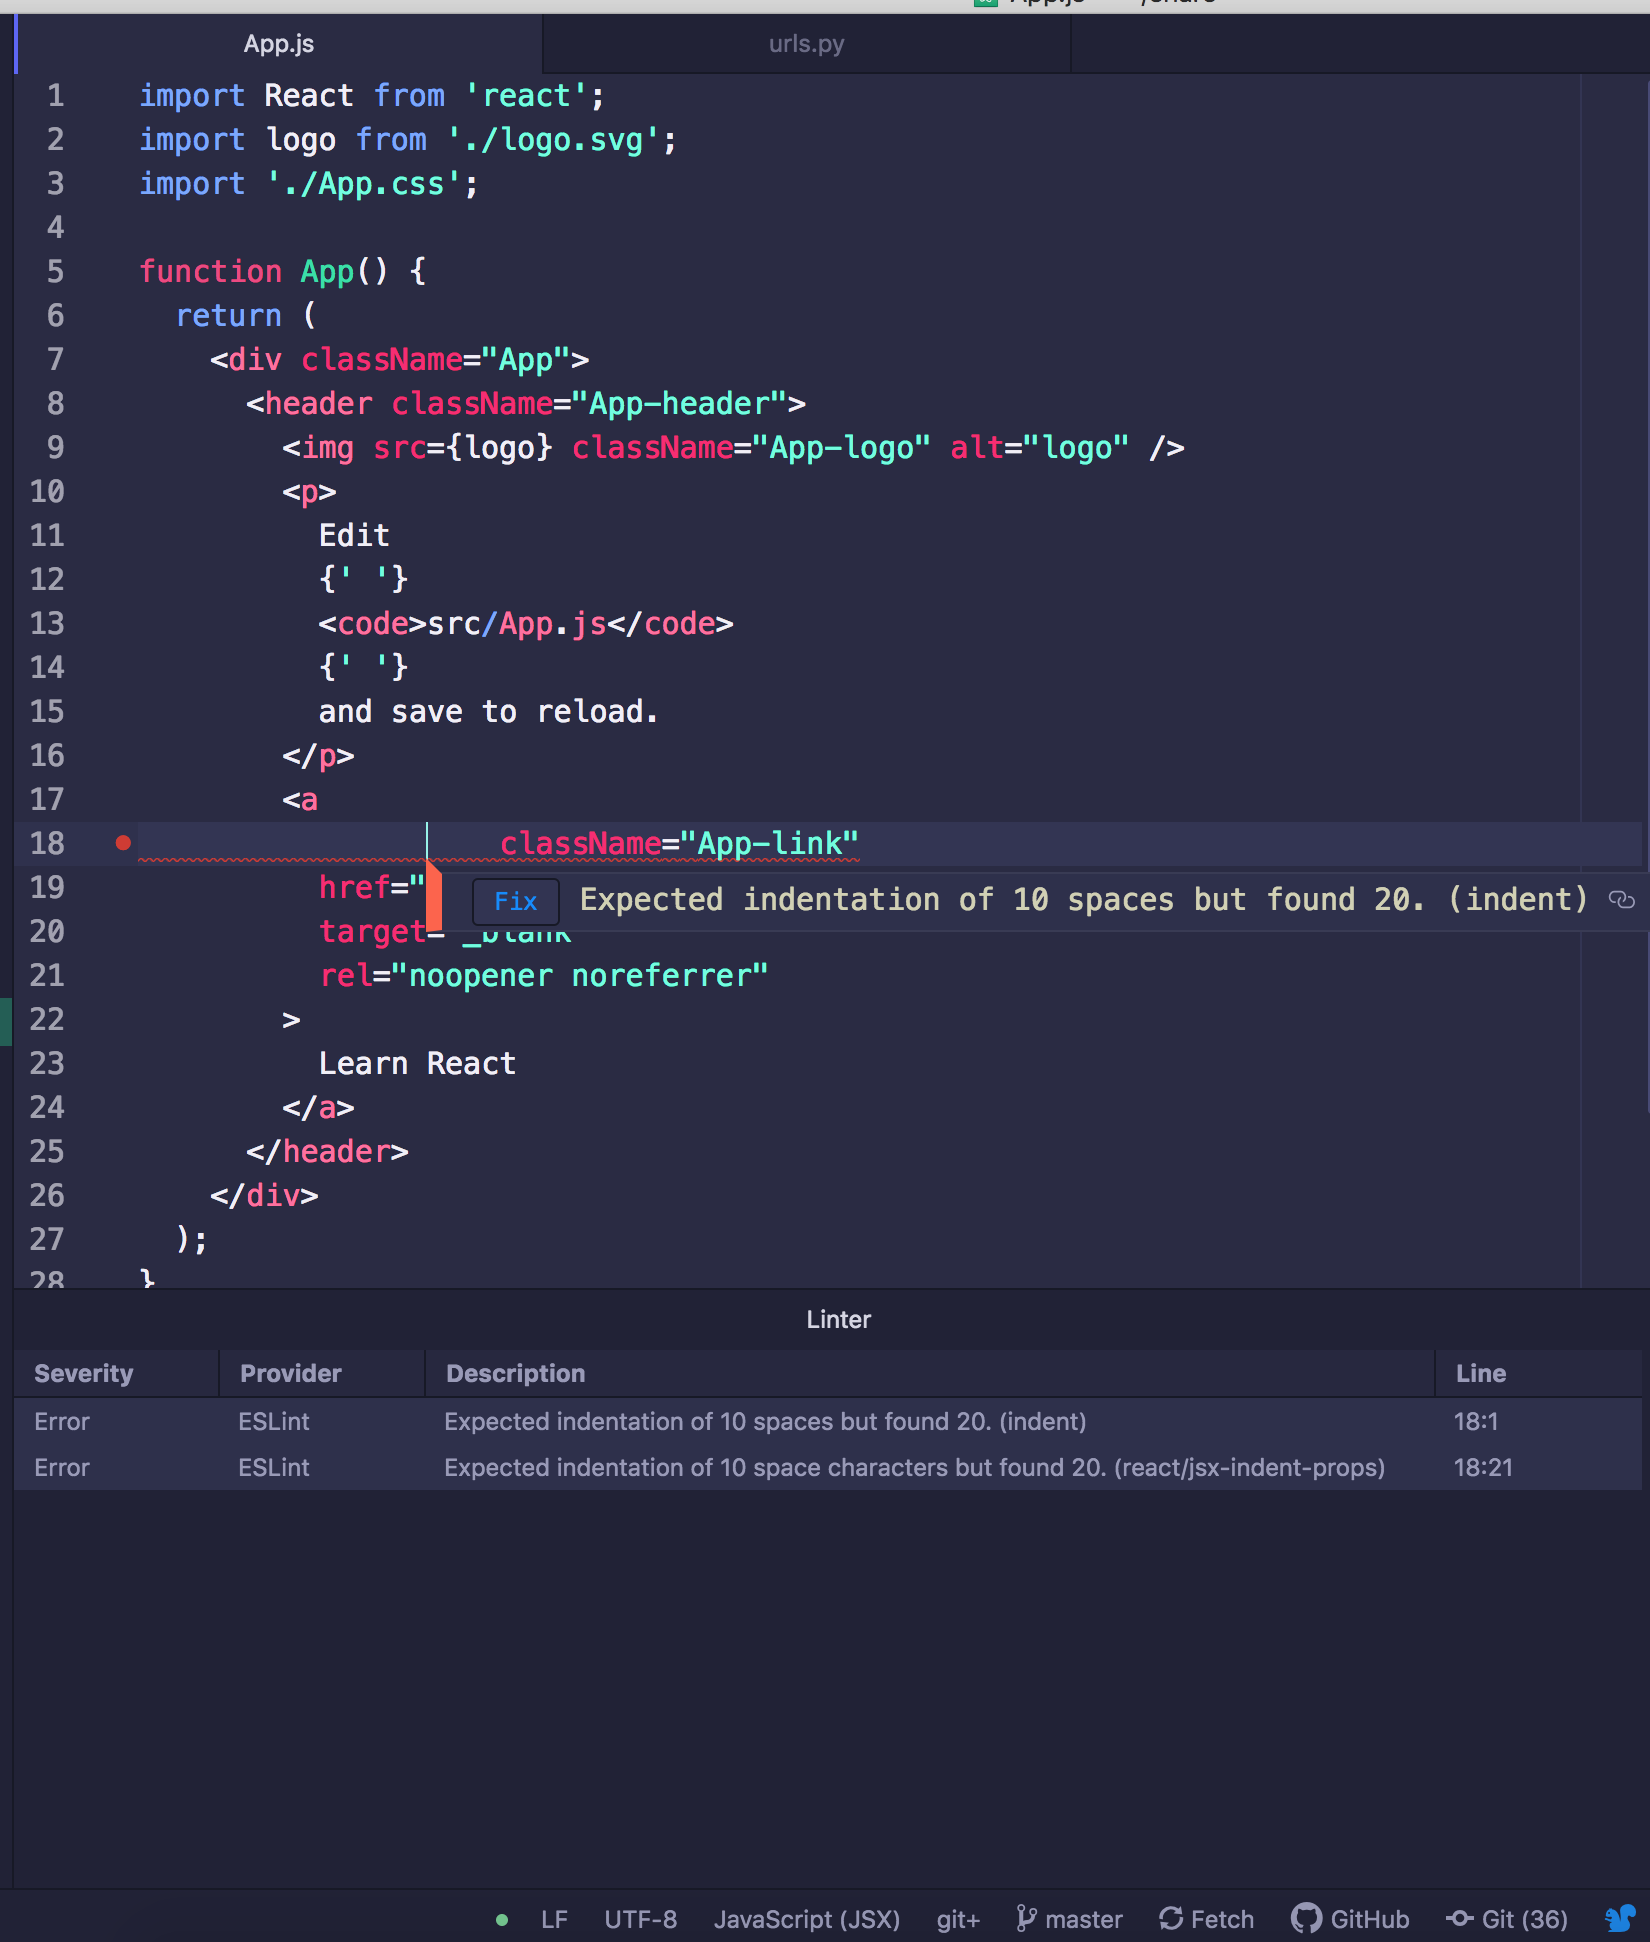 App.js
urls.py
1 import React from 'react';
2 import logo from './logo.svg';
3 import './App.css';
4
5 function App() {
6   return (
7     <div className="App">
8       <header className="App-header">
9         <img src={logo} className="App-logo" alt="logo" />
10         <p>
11           Edit
12           {' '}
13           <code>src/App.js</code>
14           {' '}
15           and save to reload.
16         </p>
17         <a
18                     className="App-link"
19           href="
Fix Expected indentation of 10 spaces but found 20. (indent)
20           target= _blank
21           rel="noopener noreferrer"
22         >
23           Learn React
24         </a>
25       </header>
26     </div>
27   );
28 }
Linter
Severity Provider Description Line
Error ESLint Expected indentation of 10 spaces but found 20. (indent) 18:1
Error ESLint Expected indentation of 10 space characters but found 20. (react/jsx-indent-props) 18:21
LF UTF-8 JavaScript (JSX) git+ master Fetch GitHub Git (36)